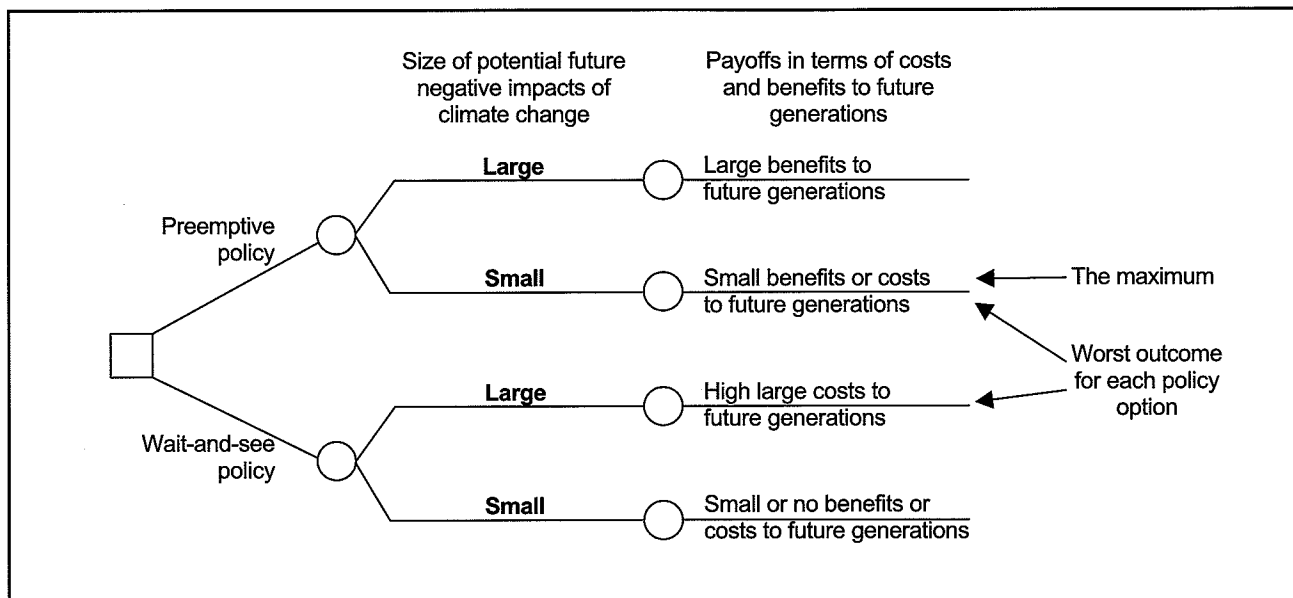 Size of potential future
negative impacts of
climate change
Payoffs in terms of costs
and benefits to future
generations
Large
Large benefits to
future generations
Preemptive
policy
Small
Small benefits or costs
to future generations
The maximum
Worst outcome
for each policy
option
Large
High large costs to
future generations
Wait-and-see
policy
Small
Small or no benefits or
costs to future generations